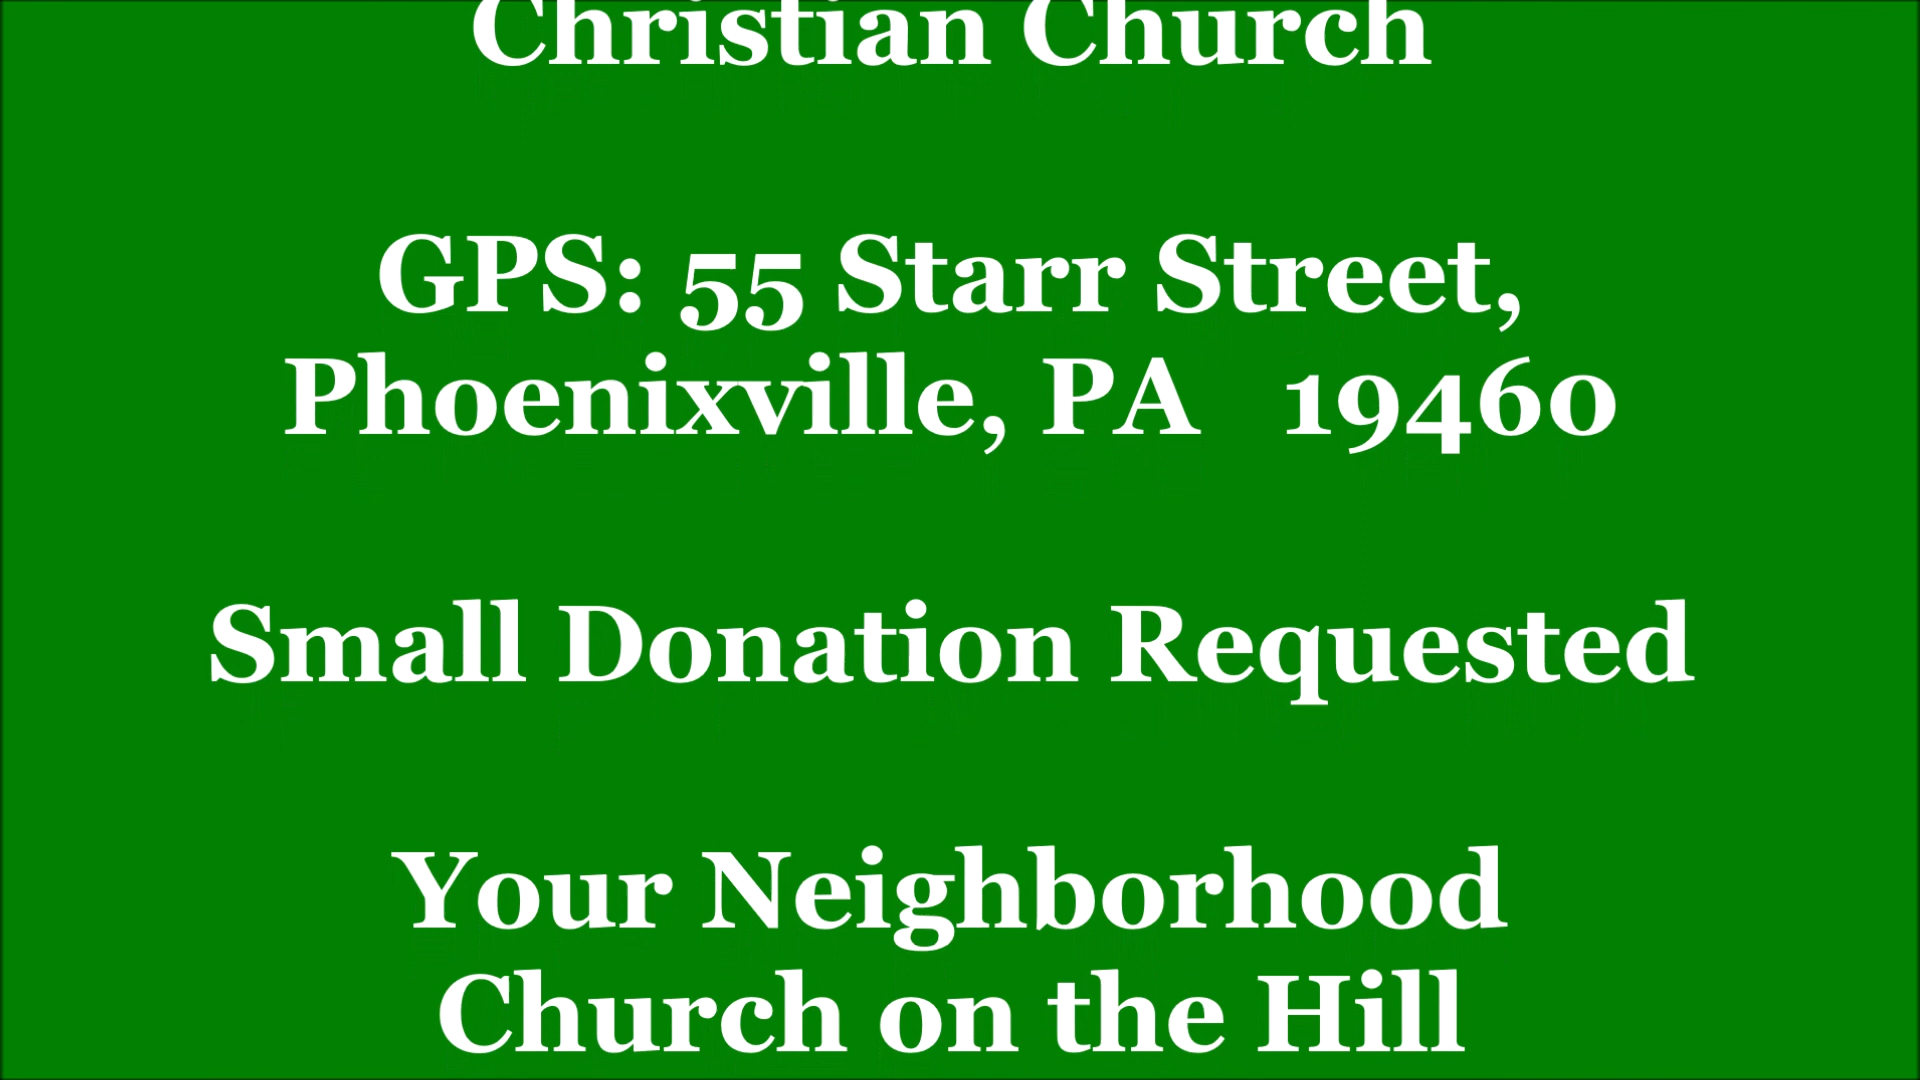 Christian Church
GPS: 55 Starr Street,
Phoenixville, PA   19460
Small Donation Requested
Your Neighborhood
Church on the Hill